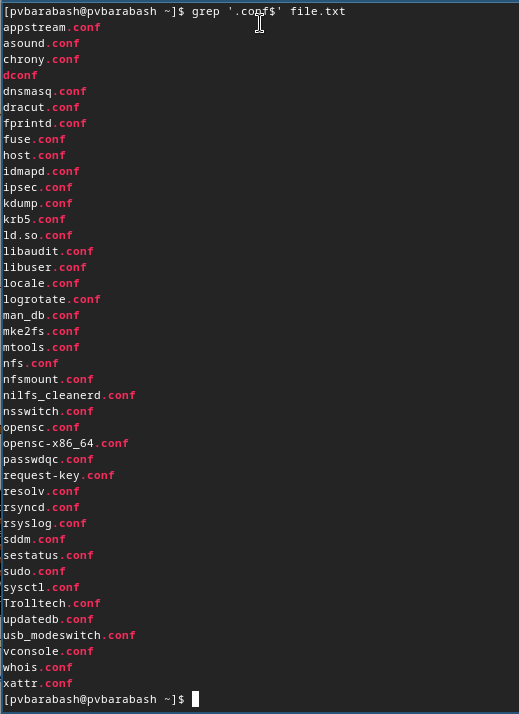 [pvbarabash@pvbarabash ~]$ grep '.conf$' file.txt
appstream.conf
asound.conf
chrony.conf
dconf
dnsmasq.conf
dracut.conf
fprintd.conf
fuse.conf
host.conf
idmapd.conf
ipsec.conf
kdump.conf
krb5.conf
ld.so.conf
libaudit.conf
libuser.conf
locale.conf
logrotate.conf
man_db.conf
mke2fs.conf
mtools.conf
nfs.conf
nfsmount.conf
nilfs_cleanerd.conf
nsswitch.conf
opensc.conf
opensc-x86_64.conf
passwdqc.conf
request-key.conf
resolv.conf
rsyncd.conf
rsyslog.conf
sddm.conf
sestatus.conf
sudo.conf
sysctl.conf
Trolltech.conf
updatedb.conf
usb_modeswitch.conf
vconsole.conf
whois.conf
xattr.conf
[pvbarabash@pvbarabash ~]$